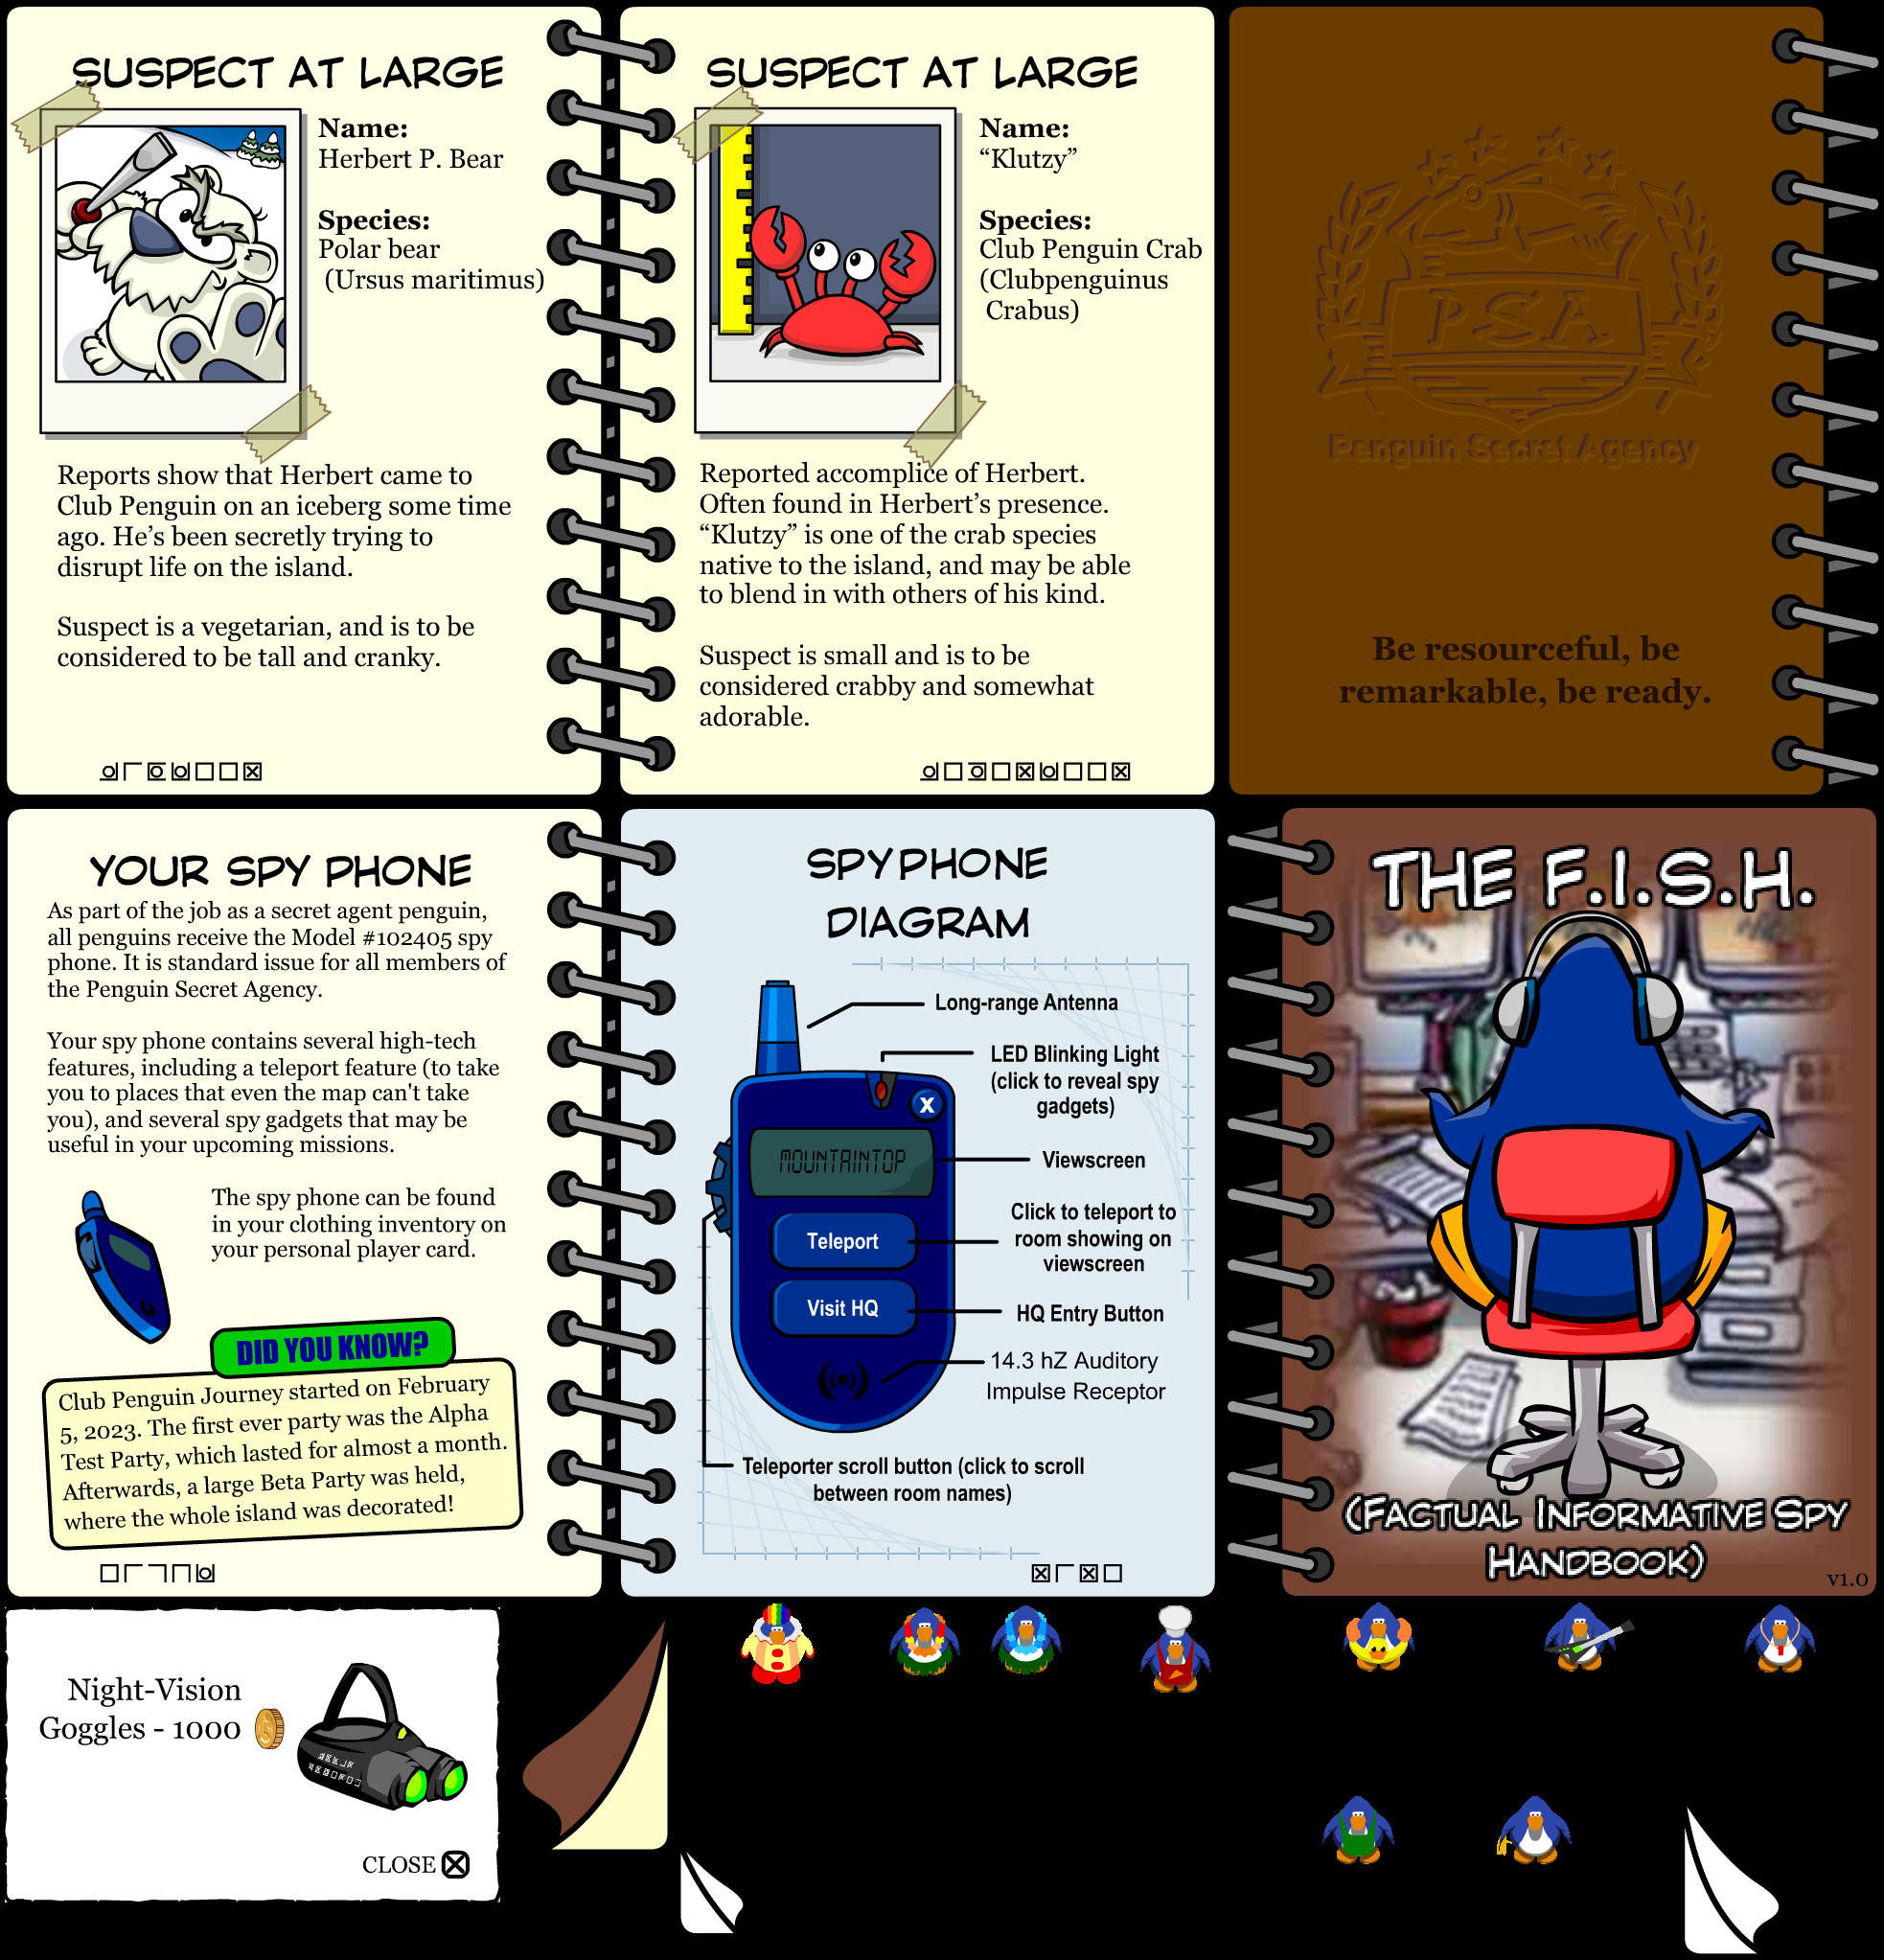 SUSPECT AT LARGE
Name:
Herbert P. Bear
Species:
Polar bear
(Ursus maritimus)
Reports show that Herbert came to
Club Penguin on an iceberg some time
ago. He's been secretly trying to
disrupt life on the island.
Suspect is a vegetarian, and is to be
considered to be tall and cranky.
SUSPECT AT LARGE
Name:
“Klutzy”
Species:
Club Penguin Crab
(Clubpenguinus
Crabus)
Reported accomplice of Herbert.
Often found in Herbert’s presence.
“Klutzy” is one of the crab species
native to the island, and may be able
to blend in with others of his kind.
Suspect is small and is to be
considered crabby and somewhat
adorable.
PSA
Penguin Secret Agency
Be resourceful, be
remarkable, be ready.
YOUR SPY PHONE
As part of the job as a secret agent penguin,
all penguins receive the Model #102405 spy
phone. It is standard issue for all members of
the Penguin Secret Agency.
Your spy phone contains several high-tech
features, including a teleport feature (to take
you to places that even the map can't take
you), and several spy gadgets that may be
useful in your upcoming missions.
The spy phone can be found
in your clothing inventory on
your personal player card.
DID YOU KNOW?
Club Penguin Journey started on February
5, 2023. The first ever party was the Alpha
Test Party, which lasted for almost a month.
Afterwards, a large Beta Party was held,
where the whole island was decorated!
SPY PHONE
DIAGRAM
Long-range Antenna
LED Blinking Light
(click to reveal spy
gadgets)
X
MOUNTAINTOP
Viewscreen
Teleport
Click to teleport to
room showing on
viewscreen
Visit HQ
HQ Entry Button
14.3 hZ Auditory
Impulse Receptor
Teleporter scroll button (click to scroll
between room names)
THE F.I.S.H.
(FACTUAL INFORMATIVE SPY
HANDBOOK)
v1.0
Night-Vision
Goggles - 1000
CLOSE